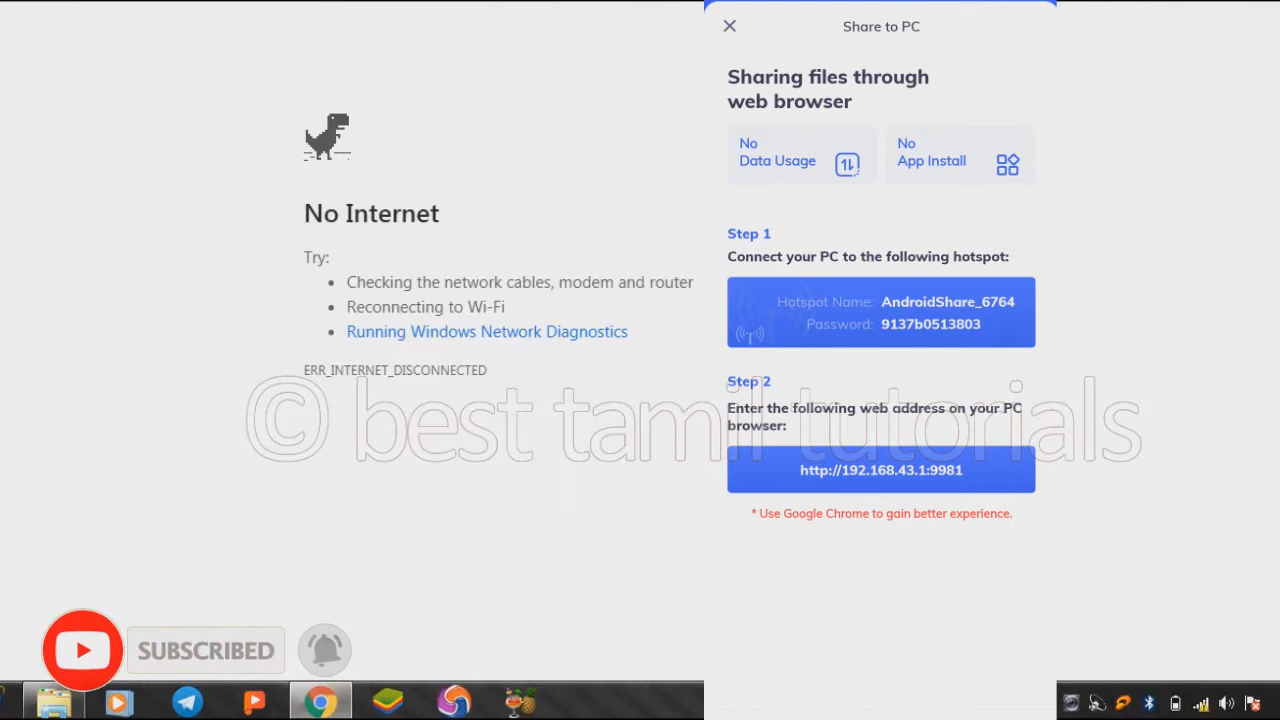 No Internet
Try:
• Checking the network cables, modem and router
• Reconnecting to Wi-Fi
• Running Windows Network Diagnostics
ERR_INTERNET_DISCONNECTED
Share to PC
Sharing files through
web browser
No
Data Usage
No
App Install
Step 1
Connect your PC to the following hotspot:
Hotspot Name: AndroidShare_6764
Password: 9137b0513803
Step 2
Enter the following web address on your PC
browser:
http://192.168.43.1:9981
* Use Google Chrome to gain better experience.
© best tamil tutorials
SUBSCRIBED